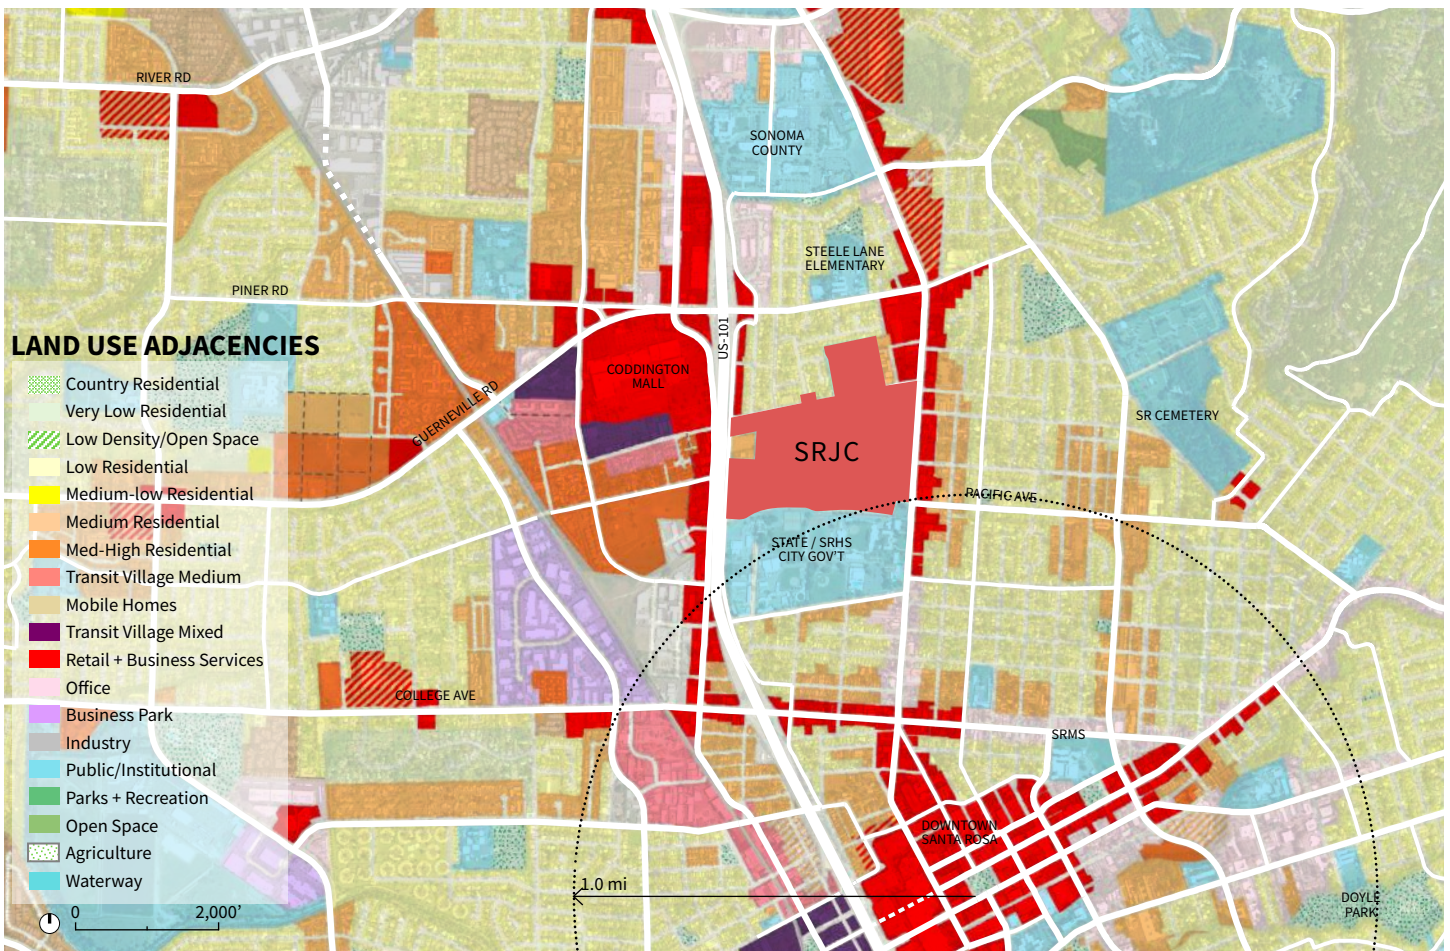 RIVER RD
SONOMA
COUNTY
STEELE LANE
ELEMENTARY
PINER RD
US-101
LAND USE ADJACENCIES
CODDINGTON
MALL
GUERNEVILLE RD
SR CEMETERY
SRJC
PACIFIC AVE
STATE / SRHS
CITY GOV'T
Country Residential
Very Low Residential
Low Density/Open Space
Low Residential
Medium-low Residential
Medium Residential
Med-High Residential
Transit Village Medium
Mobile Homes
Transit Village Mixed
Retail + Business Services
Office
Business Park
Industry
Public/Institutional
Parks + Recreation
Open Space
Agriculture
Waterway
COLLEGE AVE
SRMS
DOWNTOWN
SANTA ROSA
1.0 mi
DOYLE
PARK
0 2,000’